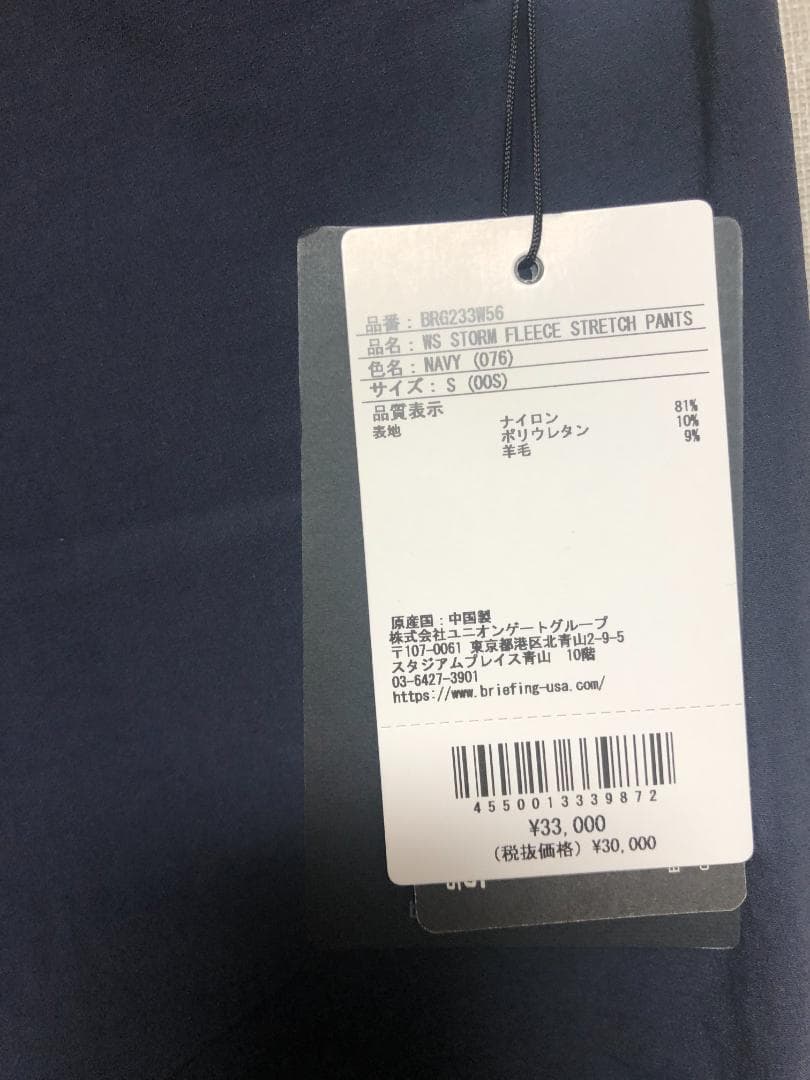 品番：BRG233W56
品名：WS STORM FLEECE STRETCH PANTS
色名：NAVY (076)
サイズ：S (00S)
品質表示
表地 ナイロン 81%
ポリウレタン 10%
羊毛 9%
原産国：中国製
株式会社ユニオンゲートグループ
〒107-0061 東京都港区北青山2-9-5
スタジアムプレイス青山 10階
03-6427-3901
https://www.briefing-usa.com/
4550013339872
¥33,000
(税抜価格) ¥30,000